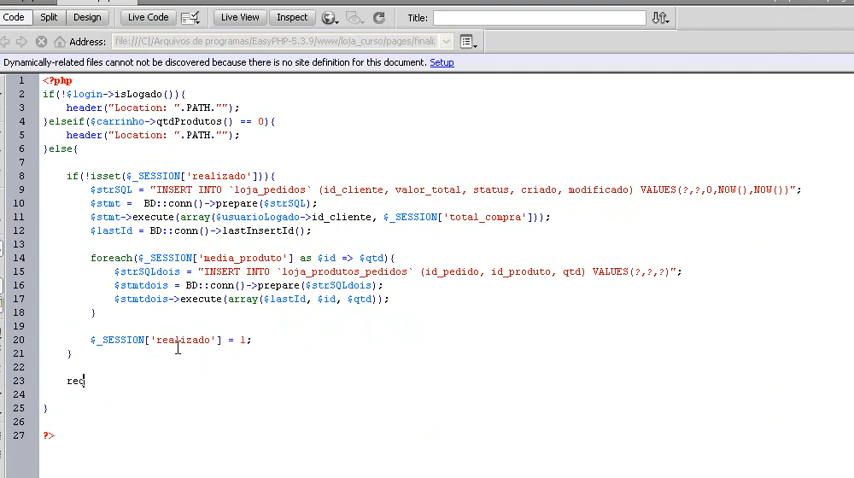 Code Split Design Live Code Live View Inspect Title:
Address: file:///C|/Arquivos de programas/EasyPHP-5.3.9/www/loja_curso/pages/finali
Dynamically-related files cannot not be discovered because there is no site definition for this document. Setup
1 <?php
2 if(!$login->isLogado()){
3 header("Location: ".PATH."");
4 }elseif($carrinho->qtdProdutos() == 0){
5 header("Location: ".PATH."");
6 }else{
7
8 if(!isset($_SESSION['realizado'])){
9 $strSQL = "INSERT INTO `loja_pedidos` (id_cliente, valor_total, status, criado, modificado) VALUES(?,?,0,NOW(),NOW())";
10 $stmt = BD::conn()->prepare($strSQL);
11 $stmt->execute(array($usuarioLogado->id_cliente, $_SESSION['total_compra']));
12 $lastId = BD::conn()->lastInsertId();
13
14 foreach($_SESSION['media_produto'] as $id => $qtd){
15 $strSQLdois = "INSERT INTO `loja_produtos_pedidos` (id_pedido, id_produto, qtd) VALUES(?,?,?)";
16 $stmtdois = BD::conn()->prepare($strSQLdois);
17 $stmtdois->execute(array($lastId, $id, $qtd));
18 }
19
20 $_SESSION['realizado'] = 1;
21 }
22
23 rec
24
25 }
26
27 ?>